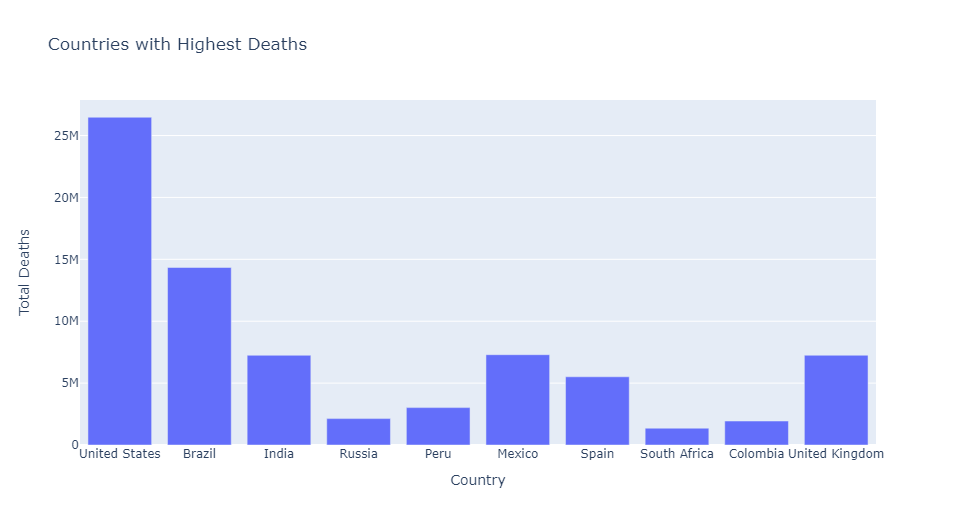 Countries with Highest Deaths
Total Deaths
25M
20M
15M
10M
5M
0
United States Brazil India Russia Peru Mexico Spain South Africa Colombia United Kingdom
Country